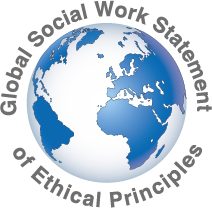 Global Social Work Statement
of Ethical Principles